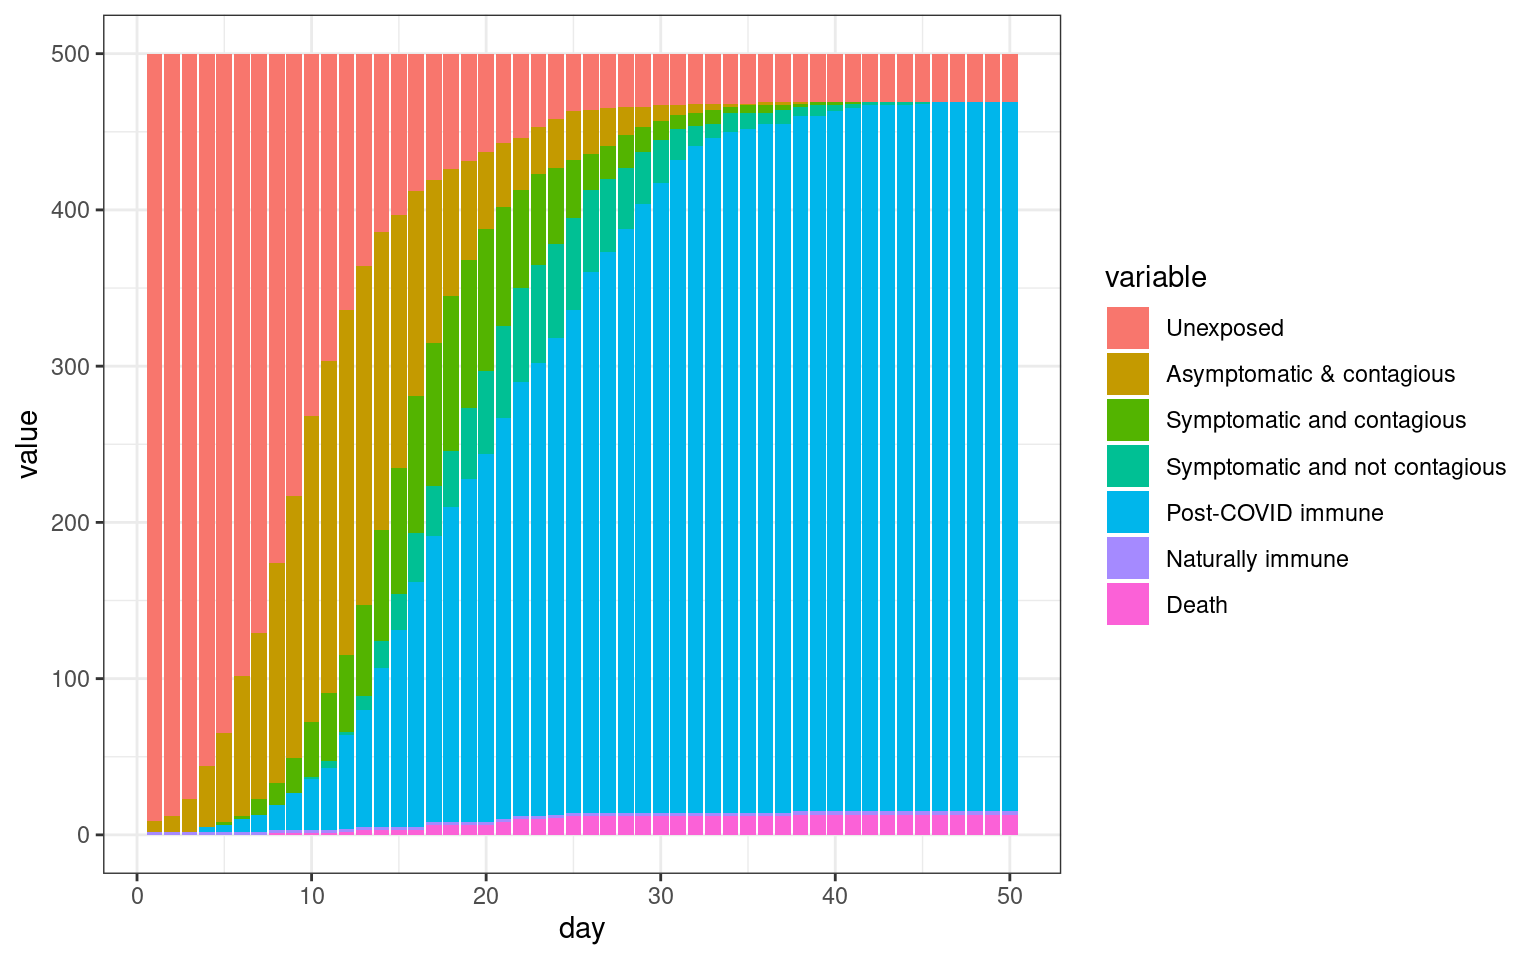 500
400
300
200
100
0
value
0 10 20 30 40 50
day
variable
Unexposed
Asymptomatic & contagious
Symptomatic and contagious
Symptomatic and not contagious
Post-COVID immune
Naturally immune
Death